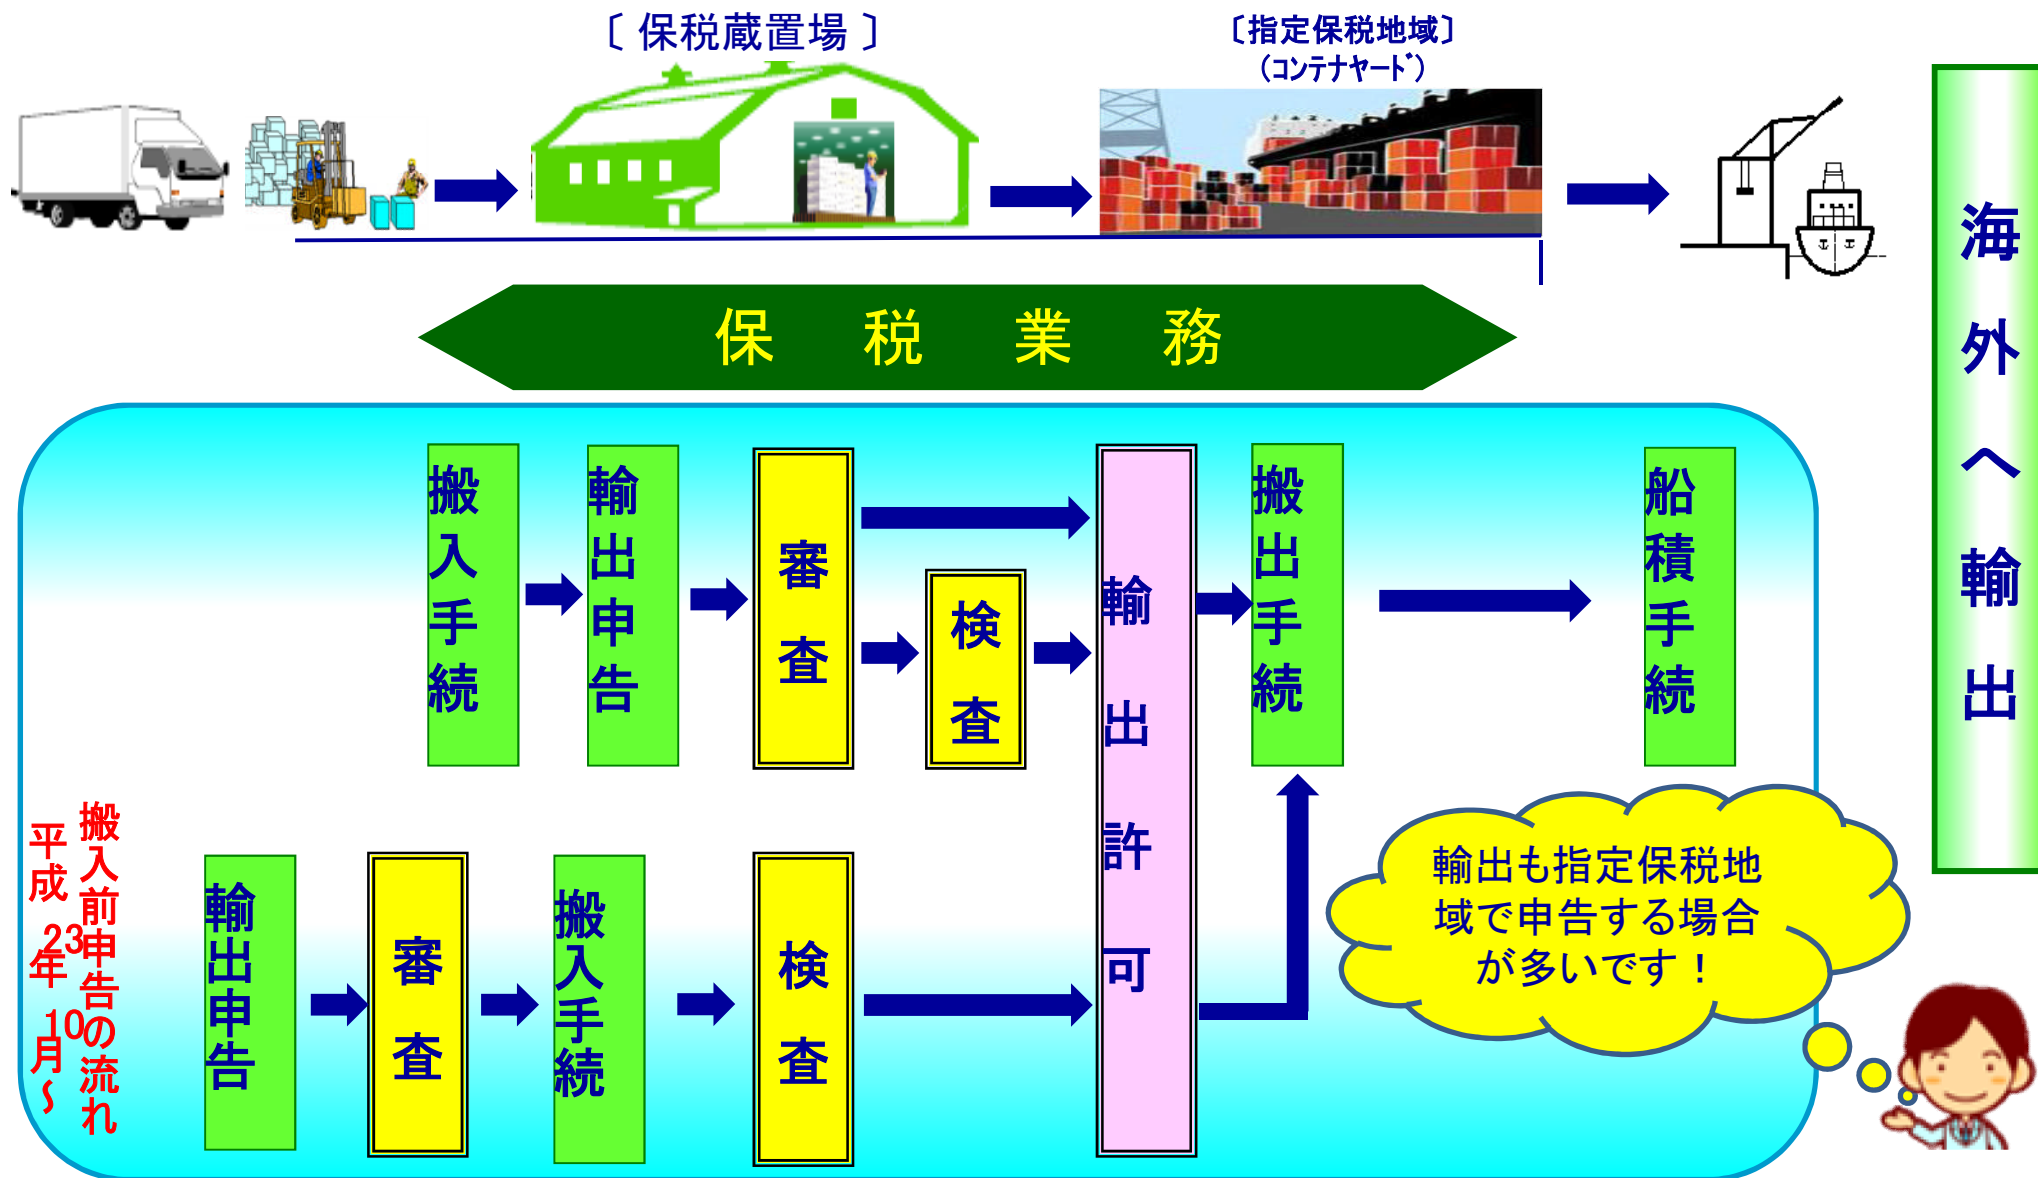 〔 保税蔵置場 〕
〔指定保税地域〕
（コンテナヤード）
海外へ輸出
保税業務
搬入手続
輸出申告
審査
検査
輸出許可
搬出手続
船積手続
搬入前申告の流れ
平成23年10月～
輸出申告
審査
搬入手続
検査
輸出も指定保税地
域で申告する場合
が多いです！